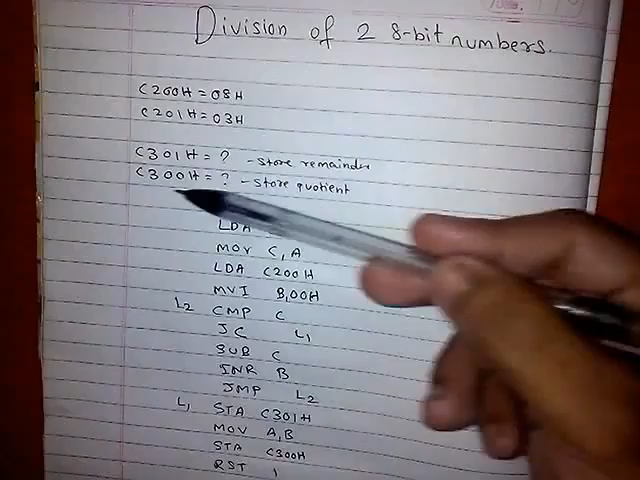 Division of 2 8-bit numbers.
C200H = 08H
C201H = 03H
C301H = ? - store remainder
C300H = ? - store quotient
LDA
MOV C, A
LDA C200H
MVI B,00H
L2 CMP C
JC L1
SUB C
INR B
JMP L2
L1 STA C301H
MOV A,B
STA C300H
RST 1